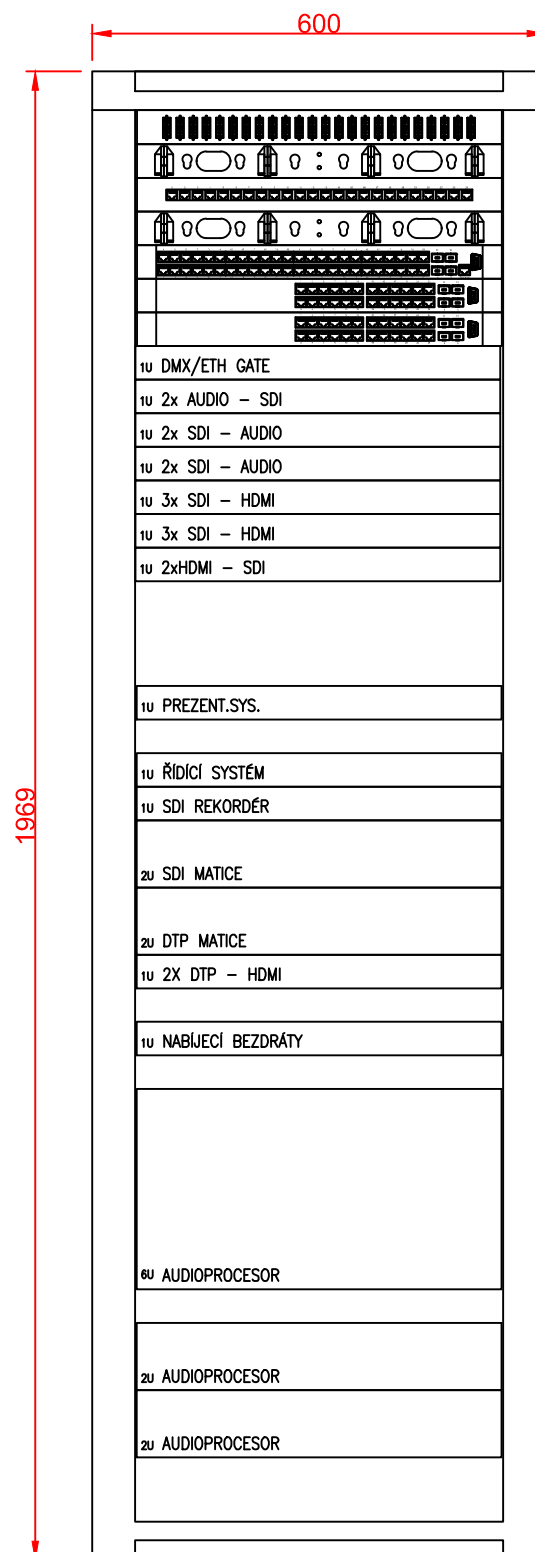 600
1969
1U DMX/ETH GATE
1U 2x AUDIO – SDI
1U 2x SDI – AUDIO
1U 2x SDI – AUDIO
1U 3x SDI – HDMI
1U 3x SDI – HDMI
1U 2xHDMI – SDI
1U PREZENT.SYS.
1U ŘÍDÍCÍ SYSTÉM
1U SDI REKORDÉR
2U SDI MATICE
2U DTP MATICE
1U 2X DTP – HDMI
1U NABÍJECÍ BEZDRÁTY
6U AUDIOPROCESOR
2U AUDIOPROCESOR
2U AUDIOPROCESOR